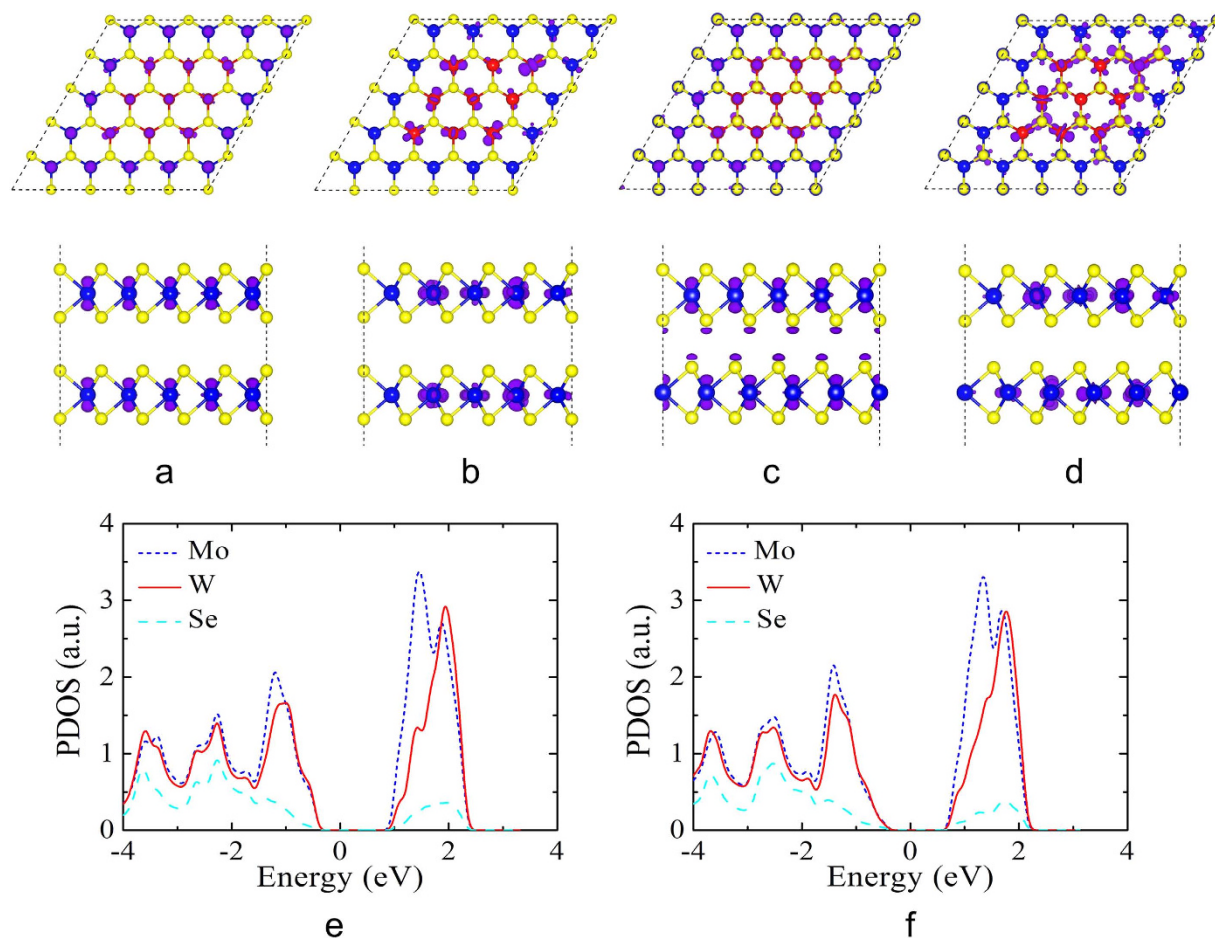 a b c d
4 4
Mo Mo
W W
Se Se
3 3
2 2
1 1
0 0
PDOS (a.u.) PDOS (a.u.)
-4 -2 0 2 4 -4 -2 0 2 4
Energy (eV) Energy (eV)
e f